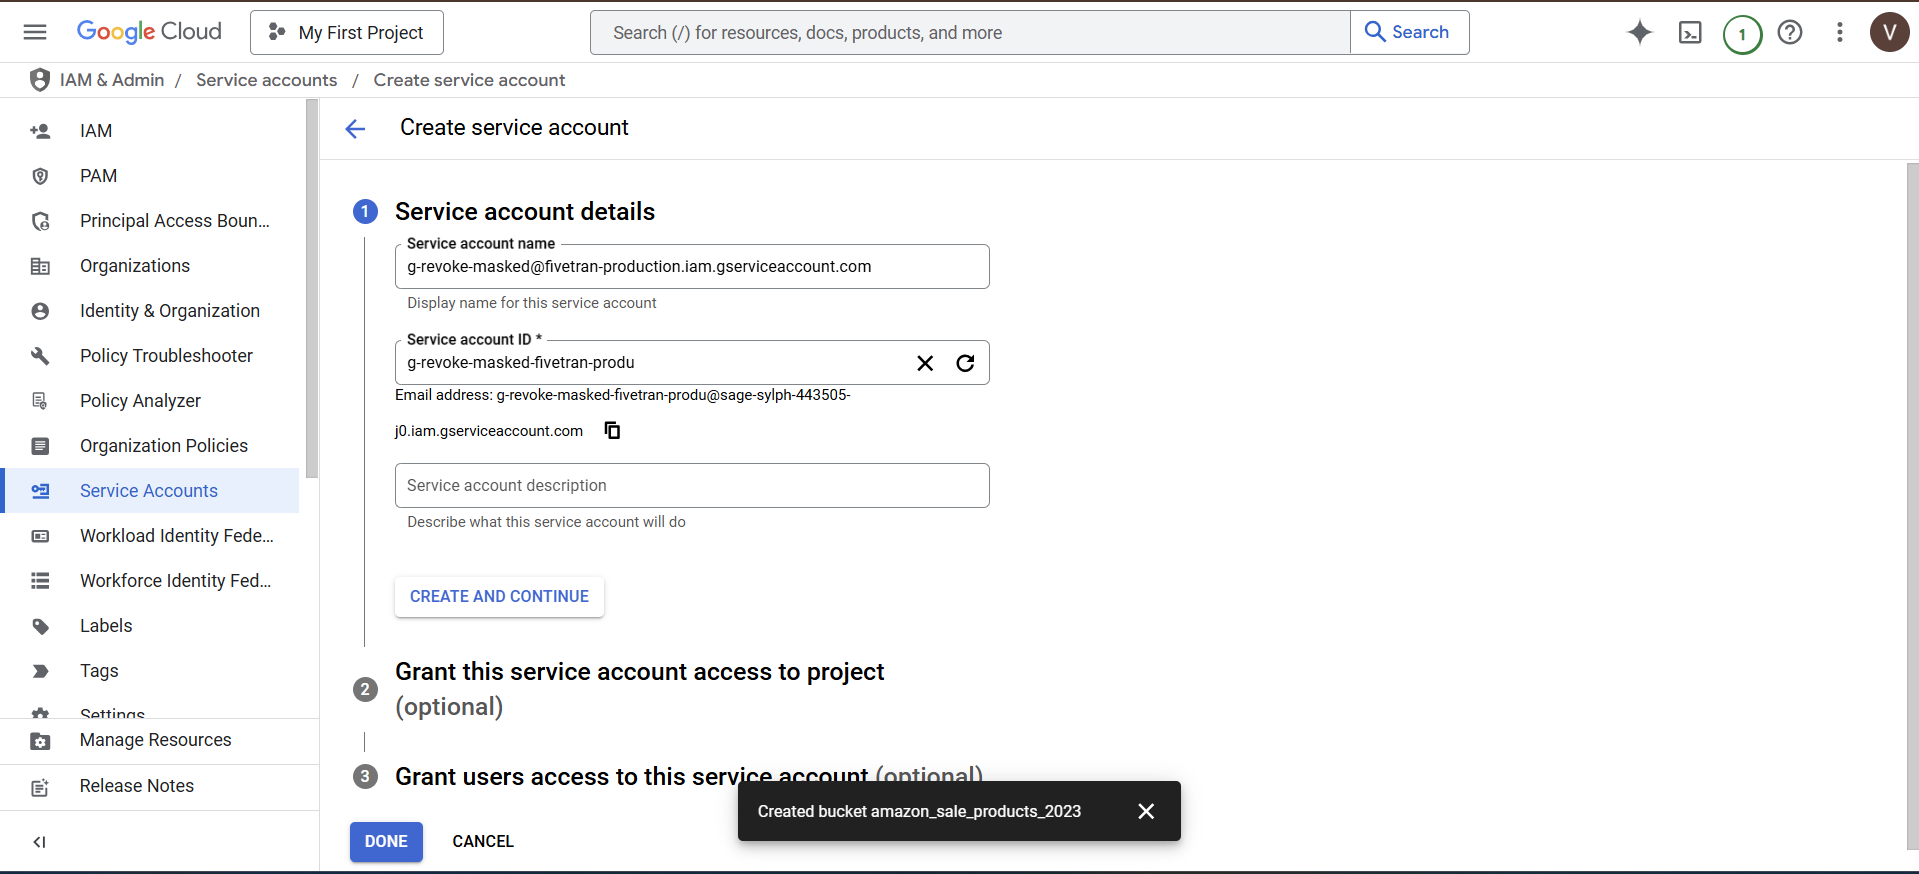 Google Cloud
My First Project
Search (/) for resources, docs, products, and more
Search
1
V
IAM & Admin / Service accounts / Create service account
IAM
PAM
Principal Access Boun...
Organizations
Identity & Organization
Policy Troubleshooter
Policy Analyzer
Organization Policies
Service Accounts
Workload Identity Fede...
Workforce Identity Fed...
Labels
Tags
Settings
Manage Resources
Release Notes
Create service account
1 Service account details
Service account name
g-revoke-masked@fivetran-production.iam.gserviceaccount.com
Display name for this service account
Service account ID *
g-revoke-masked-fivetran-produ
Email address: g-revoke-masked-fivetran-produ@sage-sylph-443505-
j0.iam.gserviceaccount.com
Service account description
Describe what this service account will do
CREATE AND CONTINUE
2 Grant this service account access to project
(optional)
3 Grant users access to this service account (optional)
Created bucket amazon_sale_products_2023
DONE
CANCEL